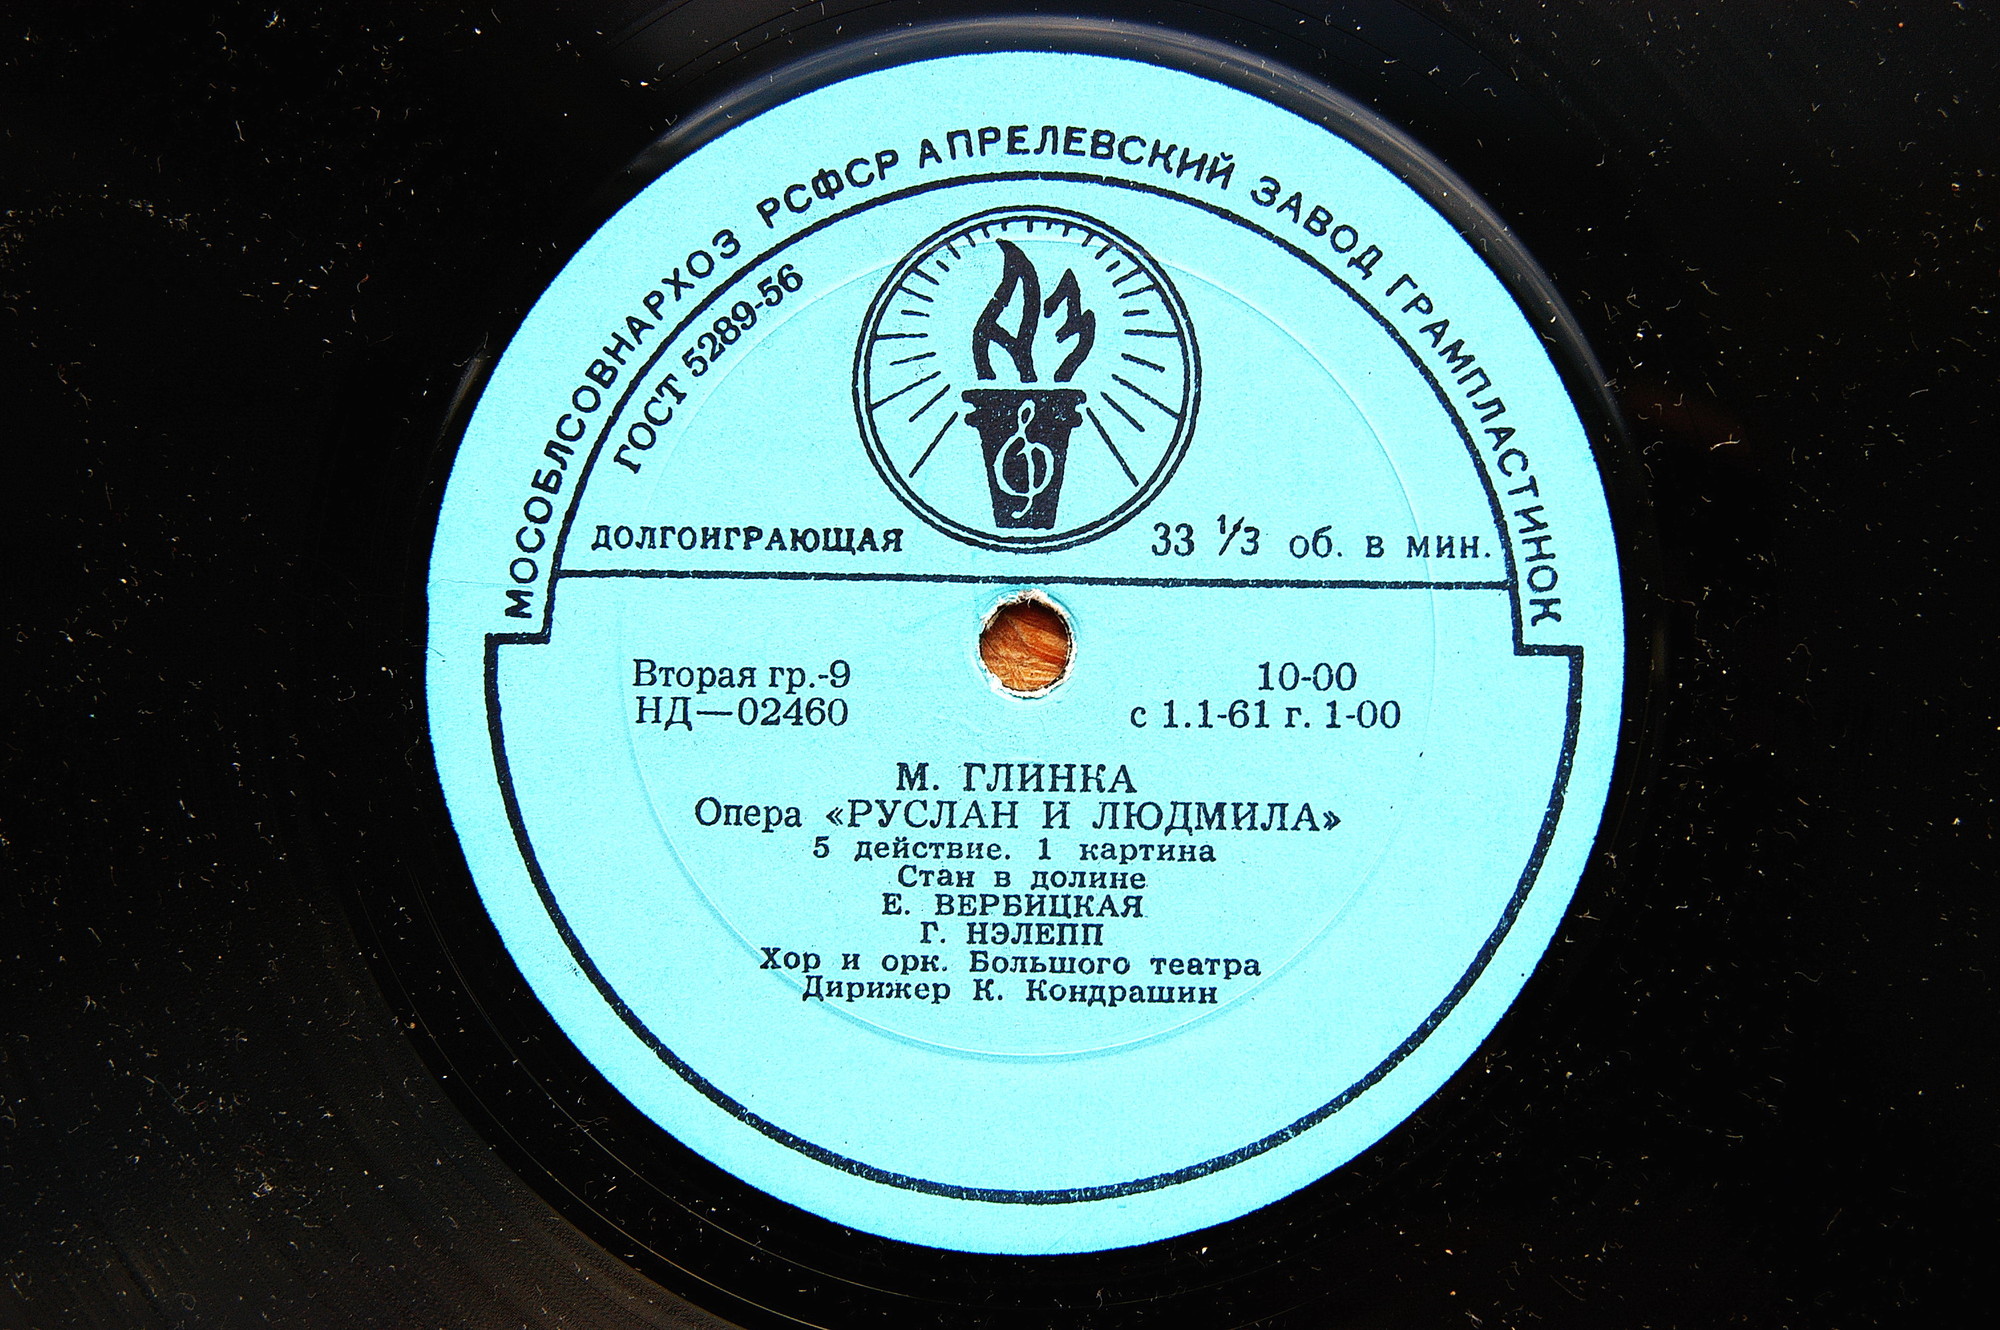 МОСОБЛСОВНАРХОЗ РСФСР АПРЕЛЕВСКИЙ ЗАВОД ГРАМПЛАСТИНОК
ГОСТ 5289-56
АЗ
ДОЛГОИГРАЮЩАЯ 33 1/3 об. в мин.
Вторая гр.-9 10-00
НД—02460 с 1.1-61 г. 1-00
М. ГЛИНКА
Опера «РУСЛАН И ЛЮДМИЛА»
5 действие. 1 картина
Стан в долине
Е. ВЕРБИЦКАЯ
Г. НЭЛЕПП
Хор и орк. Большого театра
Дирижер К. Кондрашин